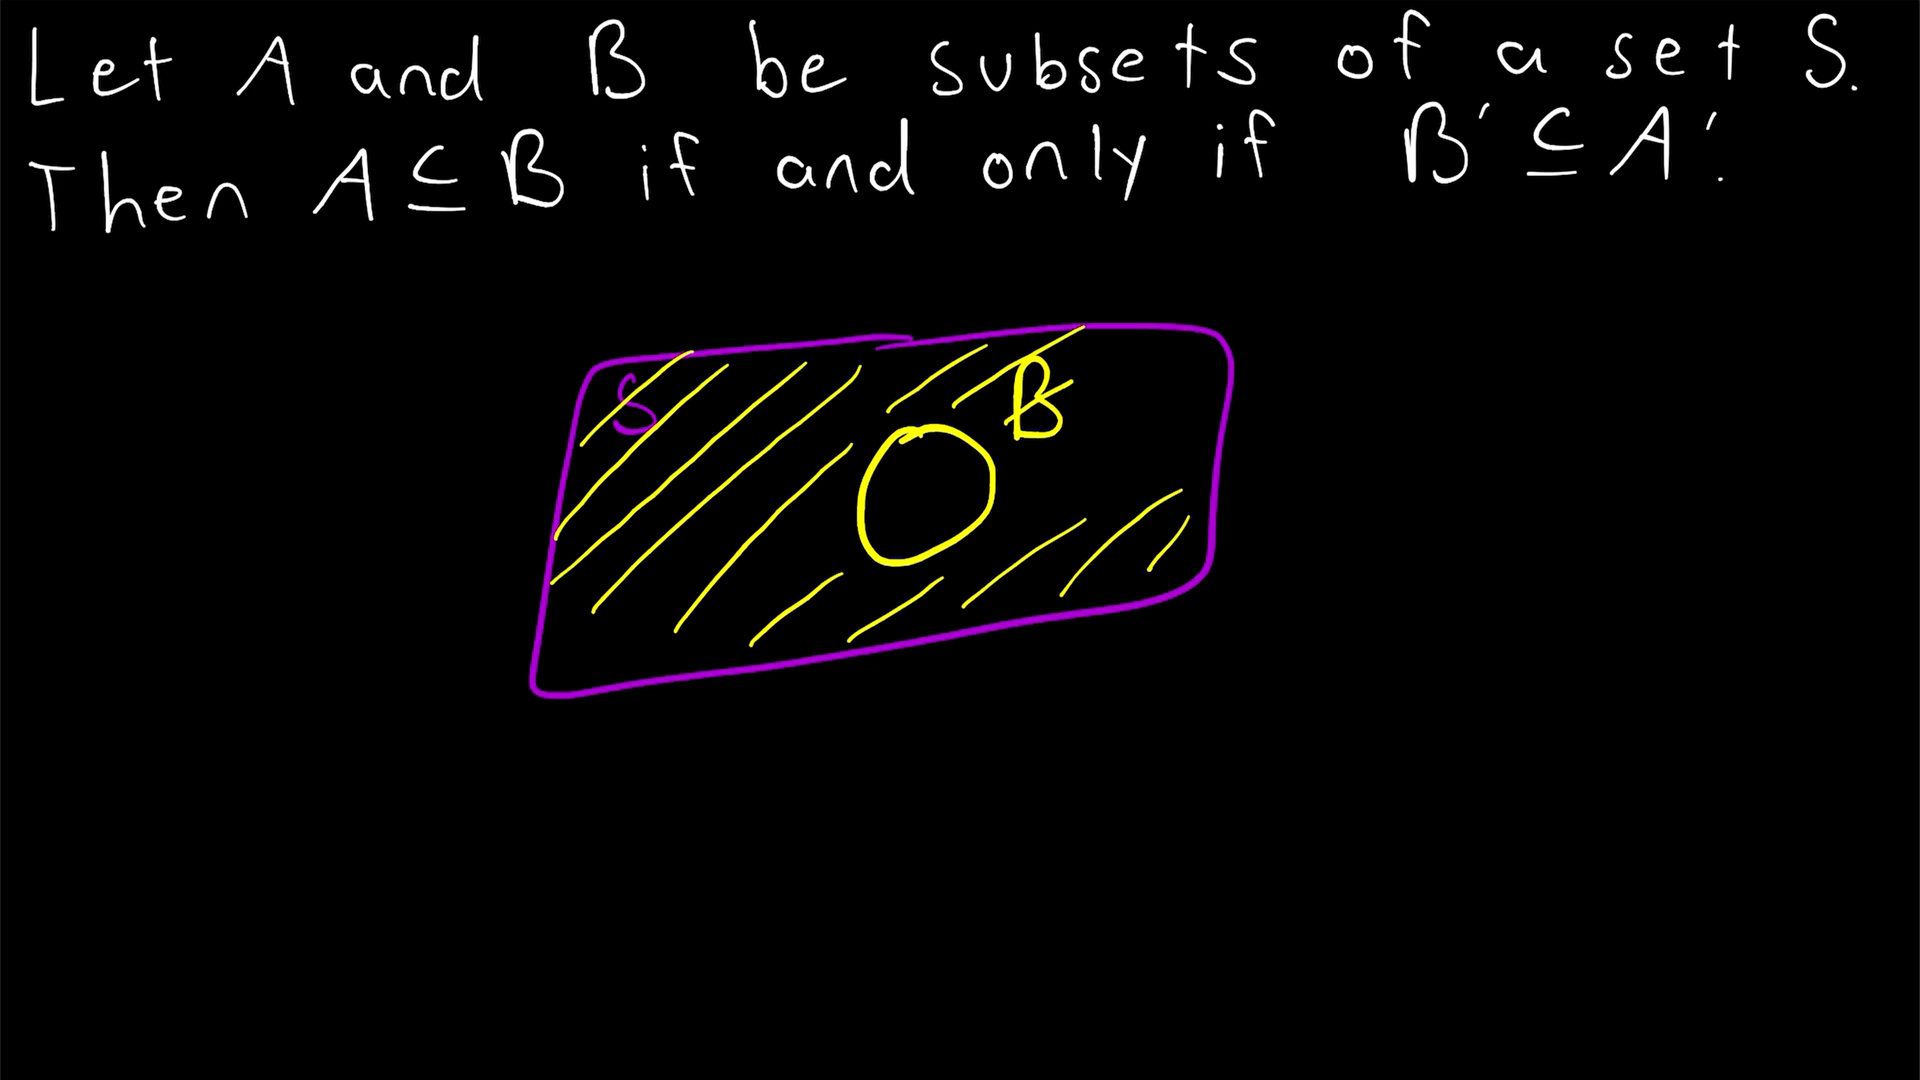 Let A and B be subsets of a set S.
Then A ⊆ B if and only if B' ⊆ A'.
S
B